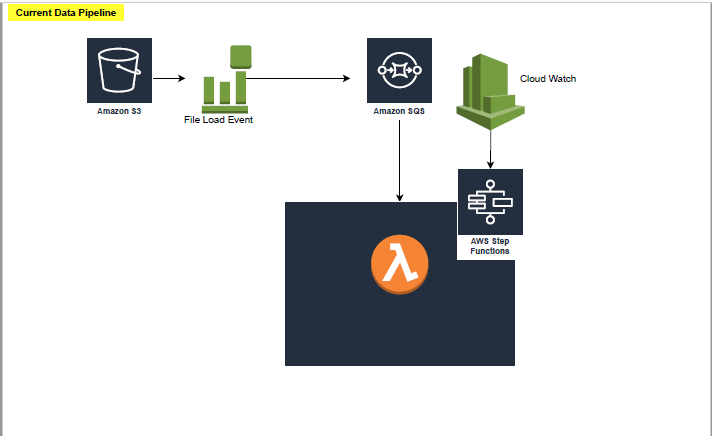 Current Data Pipeline
Cloud Watch
Amazon S3
Amazon SQS
File Load Event
AWS Step
Functions